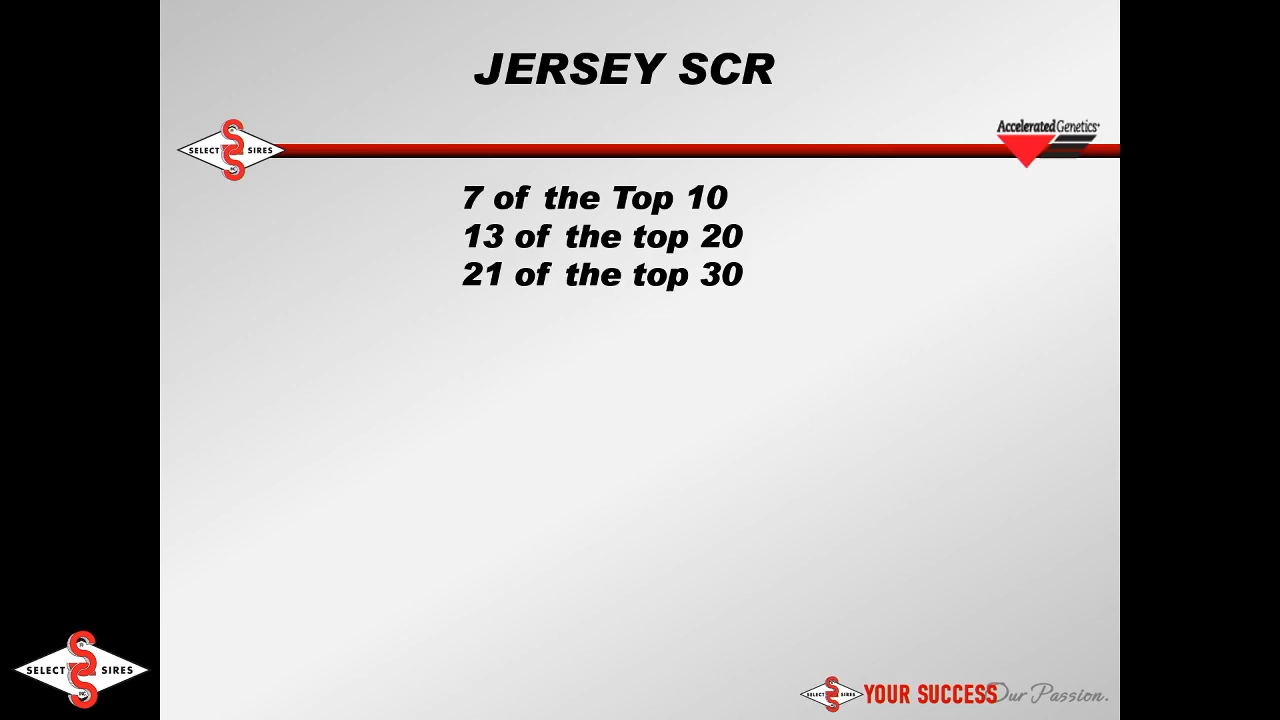 JERSEY SCR
SELECT SIRES
Accelerated Genetics
7 of the Top 10
13 of the top 20
21 of the top 30
SELECT SIRES INC
SELECT SIRES YOUR SUCCESS Our Passion.